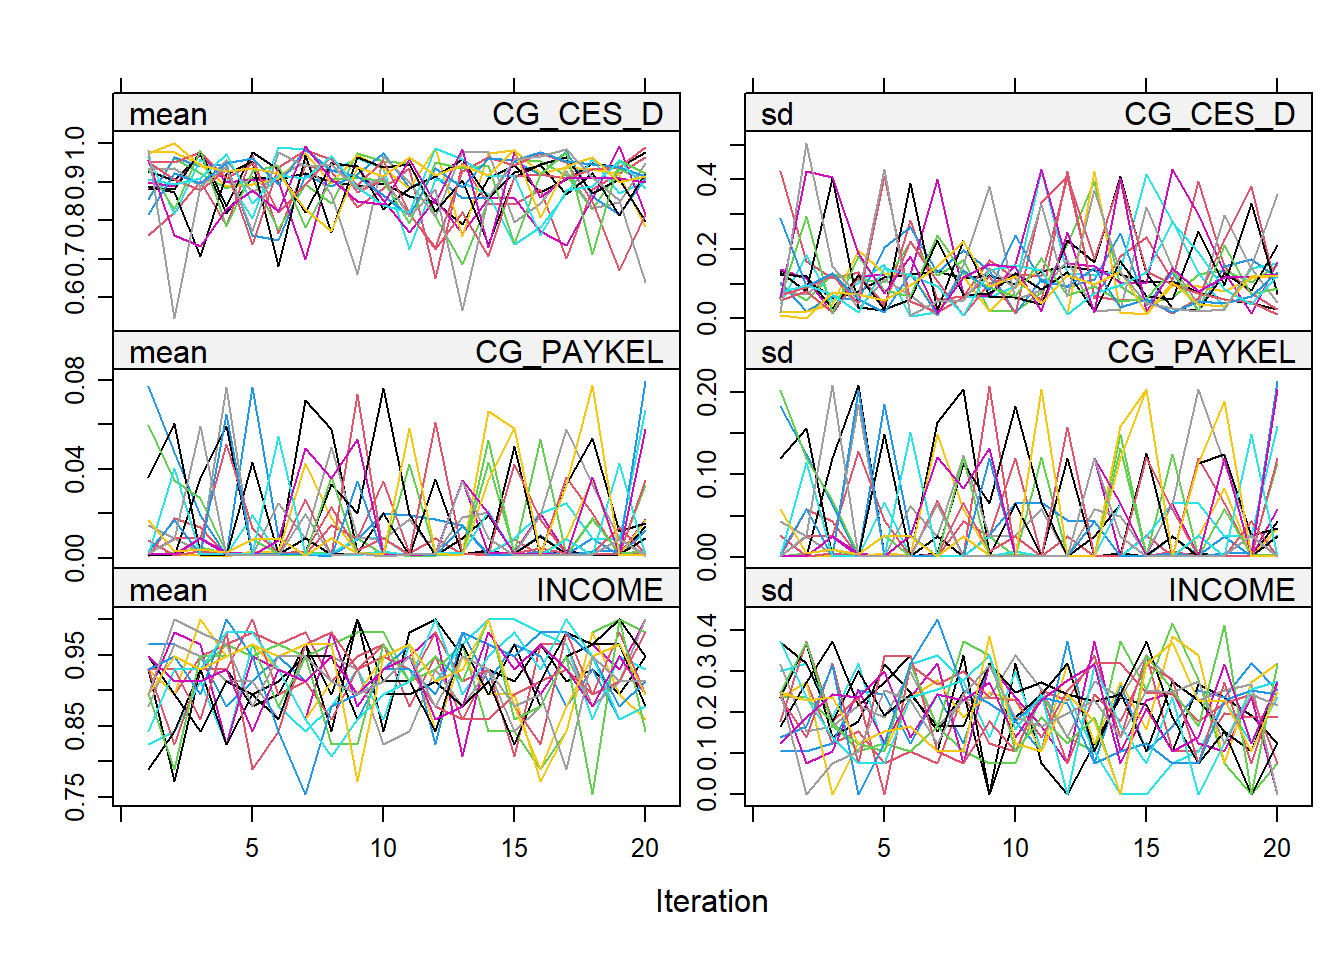 mean CG_CES_D
sd CG_CES_D
0.6 0.7 0.8 0.9 1.0
0.0 0.2 0.4
mean CG_PAYKEL
sd CG_PAYKEL
0.00 0.04 0.08
0.00 0.10 0.20
mean INCOME
sd INCOME
0.75 0.85 0.95
0.0 0.1 0.2 0.3 0.4
5 10 15 20
5 10 15 20
Iteration